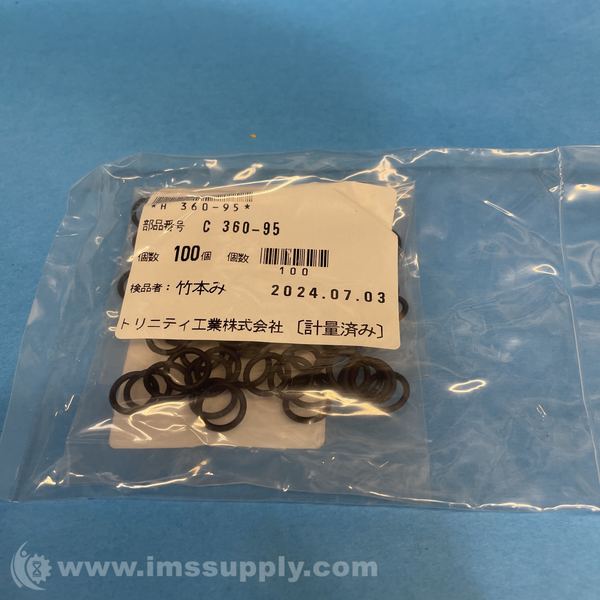 *H 360-95*
部品番号 C 360-95
個数 100個 個数
100
検品者: 竹本み 2024.07.03
トリニティ工業株式会社 〔計量済み〕
www.imssupply.com